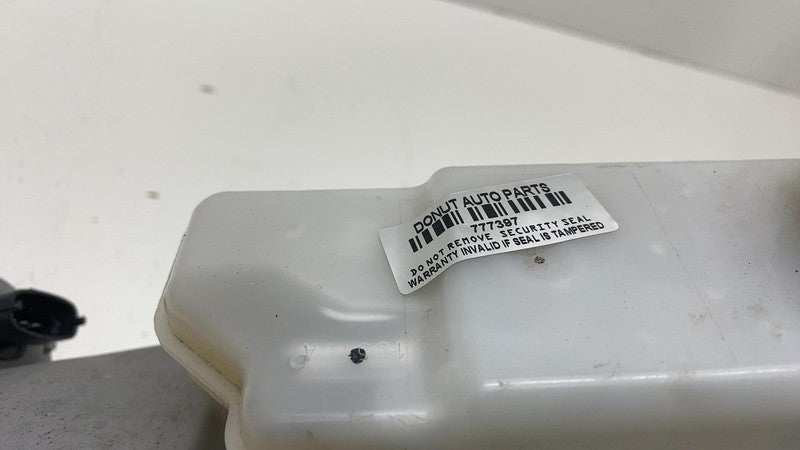 DONUT AUTO PARTS
777397
DO NOT REMOVE SECURITY SEAL
WARRANTY INVALID IF SEAL IS TAMPERED